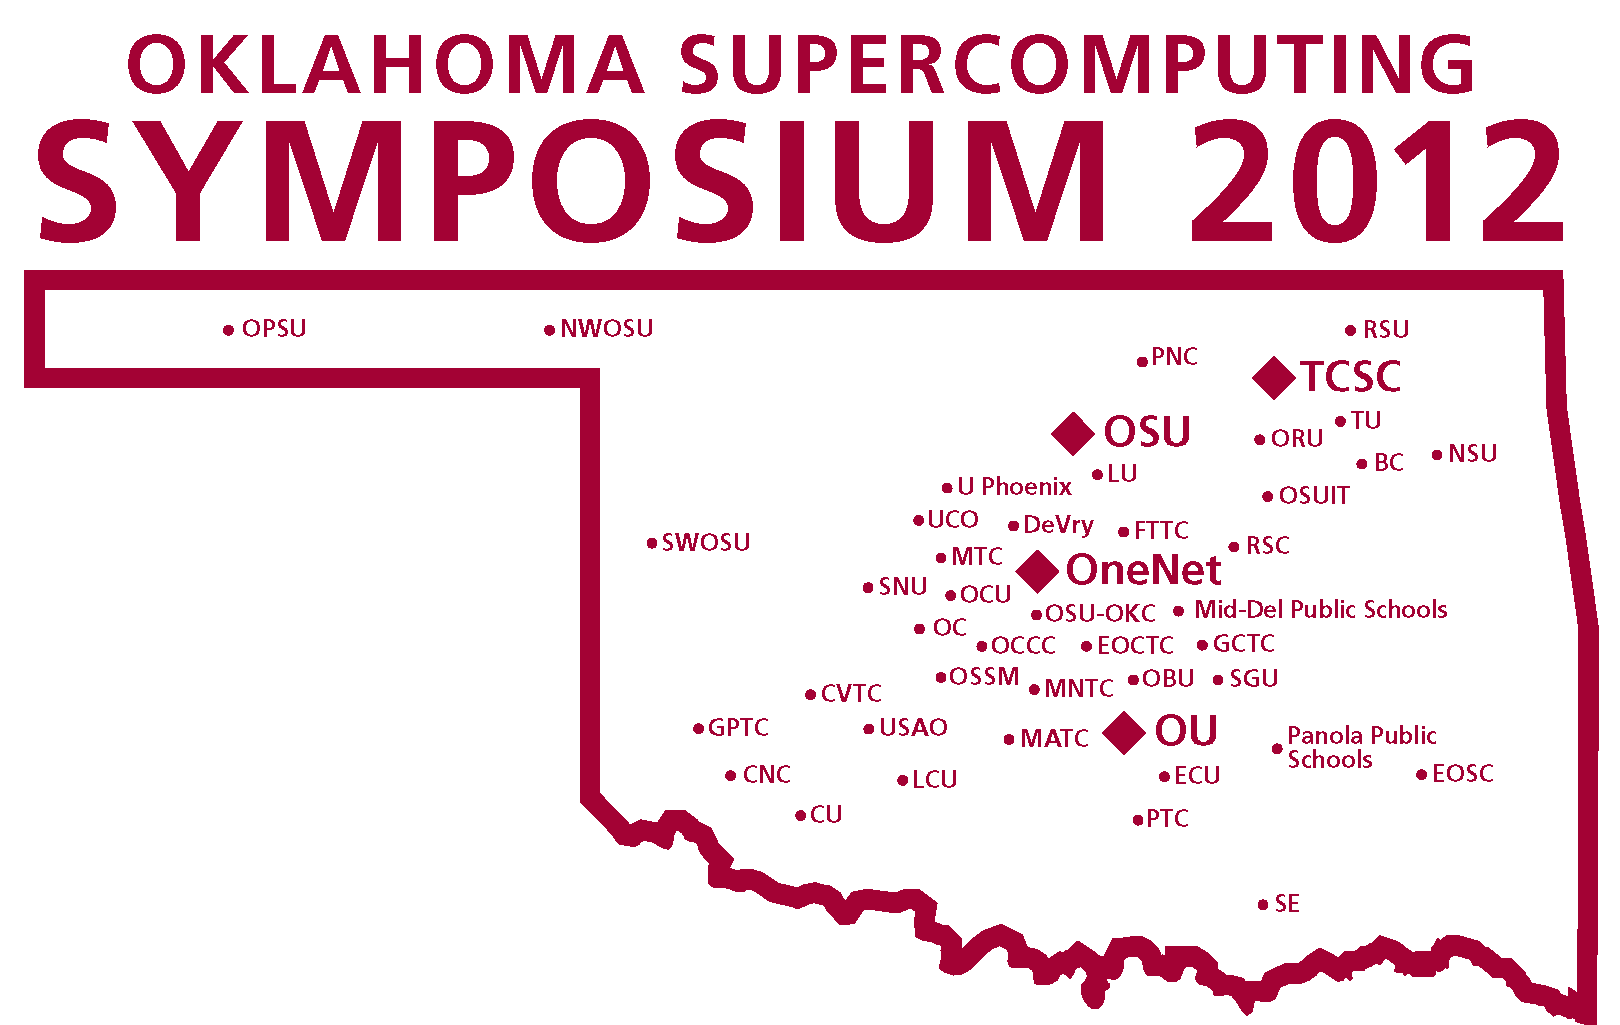 OKLAHOMA SUPERCOMPUTING
SYMPOSIUM 2012
OPSU
NWOSU
RSU
PNC
TCSC
TU
OSU
ORU
NSU
BC
LU
U Phoenix
OSUIT
UCO
DeVry
FTTC
SWOSU
RSC
MTC
OneNet
SNU
OCU
OSU-OKC
Mid-Del Public Schools
OC
OCCC
EOCTC
GCTC
OSSM
MNTC
OBU
SGU
CVTC
GPTC
USAO
MATC
OU
Panola Public
Schools
CNC
LCU
ECU
EOSC
CU
PTC
SE